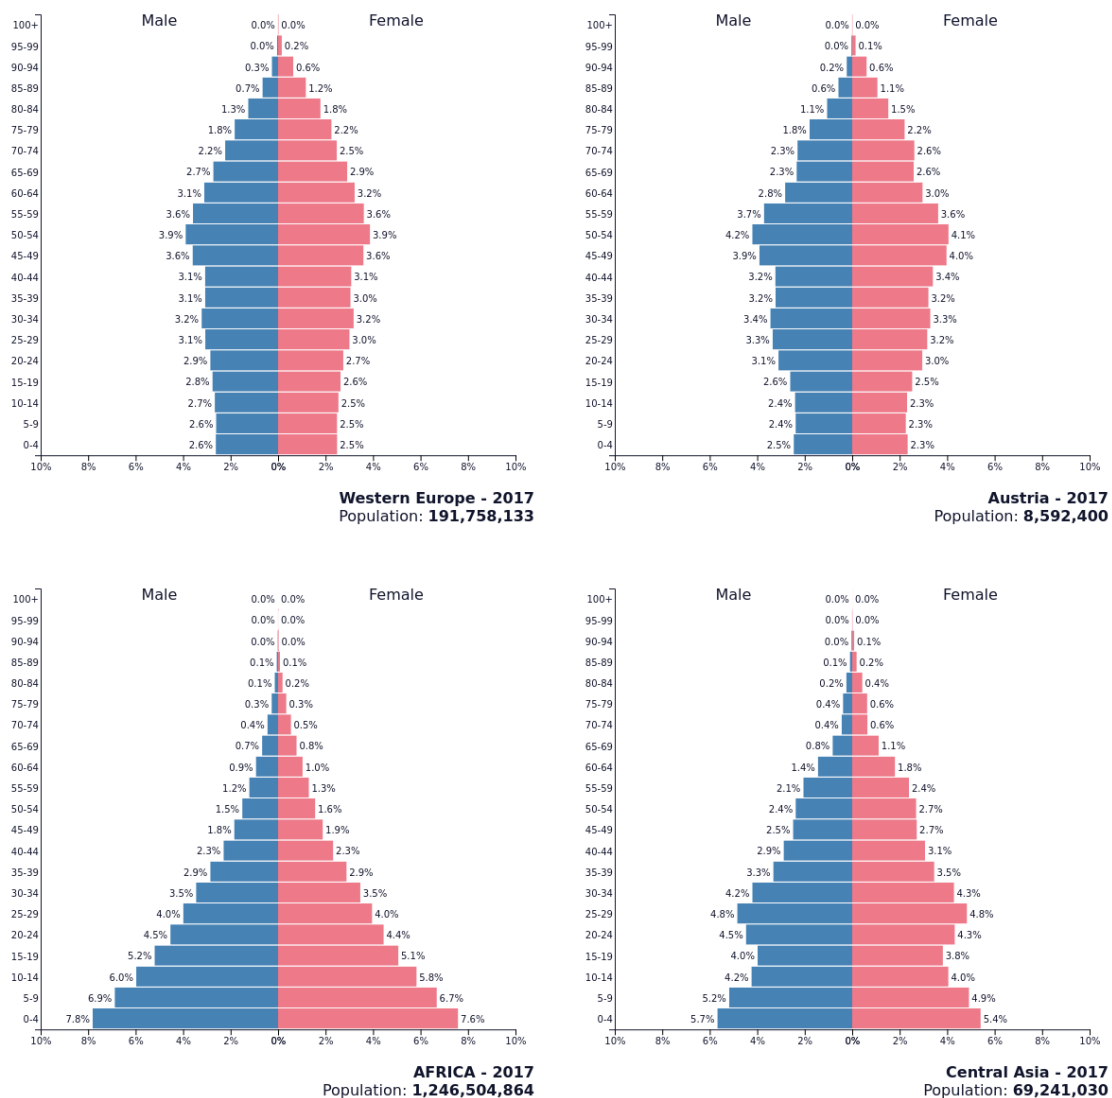 Male Female
100+ 0.0% 0.0%
95-99 0.0% 0.2%
90-94 0.3% 0.6%
85-89 0.7% 1.2%
80-84 1.3% 1.8%
75-79 1.8% 2.2%
70-74 2.2% 2.5%
65-69 2.7% 2.9%
60-64 3.1% 3.2%
55-59 3.6% 3.6%
50-54 3.9% 3.9%
45-49 3.6% 3.6%
40-44 3.1% 3.1%
35-39 3.1% 3.0%
30-34 3.2% 3.2%
25-29 3.1% 3.0%
20-24 2.9% 2.7%
15-19 2.8% 2.6%
10-14 2.7% 2.5%
5-9 2.6% 2.5%
0-4 2.6% 2.5%
10% 8% 6% 4% 2% 0% 2% 4% 6% 8% 10%
Western Europe - 2017
Population: 191,758,133
Male Female
100+ 0.0% 0.0%
95-99 0.0% 0.1%
90-94 0.2% 0.6%
85-89 0.6% 1.1%
80-84 1.1% 1.5%
75-79 1.8% 2.2%
70-74 2.3% 2.6%
65-69 2.3% 2.6%
60-64 2.8% 3.0%
55-59 3.7% 3.6%
50-54 4.2% 4.1%
45-49 3.9% 4.0%
40-44 3.2% 3.4%
35-39 3.2% 3.2%
30-34 3.4% 3.3%
25-29 3.3% 3.2%
20-24 3.1% 3.0%
15-19 2.6% 2.5%
10-14 2.4% 2.3%
5-9 2.4% 2.3%
0-4 2.5% 2.3%
10% 8% 6% 4% 2% 0% 2% 4% 6% 8% 10%
Austria - 2017
Population: 8,592,400
Male Female
100+ 0.0% 0.0%
95-99 0.0% 0.0%
90-94 0.0% 0.0%
85-89 0.1% 0.1%
80-84 0.1% 0.2%
75-79 0.3% 0.3%
70-74 0.4% 0.5%
65-69 0.7% 0.8%
60-64 0.9% 1.0%
55-59 1.2% 1.3%
50-54 1.5% 1.6%
45-49 1.8% 1.9%
40-44 2.3% 2.3%
35-39 2.9% 2.9%
30-34 3.5% 3.5%
25-29 4.0% 4.0%
20-24 4.5% 4.4%
15-19 5.2% 5.1%
10-14 6.0% 5.8%
5-9 6.9% 6.7%
0-4 7.8% 7.6%
10% 8% 6% 4% 2% 0% 2% 4% 6% 8% 10%
AFRICA - 2017
Population: 1,246,504,864
Male Female
100+ 0.0% 0.0%
95-99 0.0% 0.0%
90-94 0.0% 0.1%
85-89 0.1% 0.2%
80-84 0.2% 0.4%
75-79 0.4% 0.6%
70-74 0.4% 0.6%
65-69 0.8% 1.1%
60-64 1.4% 1.8%
55-59 2.1% 2.4%
50-54 2.4% 2.7%
45-49 2.5% 2.7%
40-44 2.9% 3.1%
35-39 3.3% 3.5%
30-34 4.2% 4.3%
25-29 4.8% 4.8%
20-24 4.5% 4.3%
15-19 4.0% 3.8%
10-14 4.2% 4.0%
5-9 5.2% 4.9%
0-4 5.7% 5.4%
10% 8% 6% 4% 2% 0% 2% 4% 6% 8% 10%
Central Asia - 2017
Population: 69,241,030